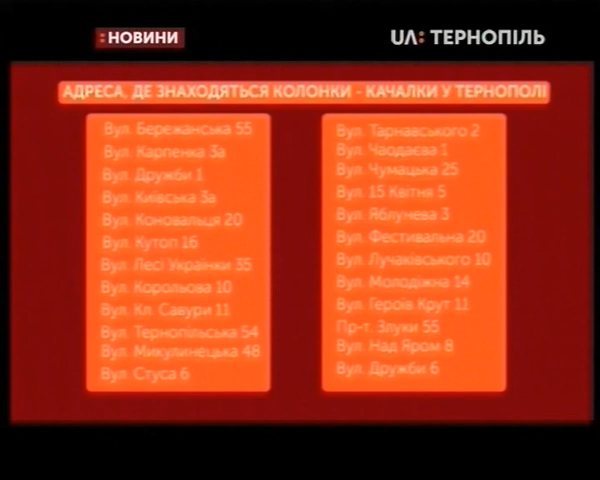 :НОВИНИ
UA: ТЕРНОПІЛЬ
АДРЕСА, ДЕ ЗНАХОДЯТЬСЯ КОЛОНКИ - КАЧАЛКИ У ТЕРНОПОЛІ
Вул. Бережанська 55
Вул. Карпенка 3а
Вул. Дружби 1
Вул. Київська 3а
Вул. Коновальця 20
Вул. Кутоп 16
Вул. Лесі Українки 35
Вул. Корольова 10
Вул. Кл. Савури 11
Вул. Тернопільська 54
Вул. Микулинецька 48
Вул. Стуса 6
Вул. Тарнавського 2
Вул. Чаодаєва 1
Вул. Чумацька 25
Вул. 15 Квітня 5
Вул. Яблунева 3
Вул. Фестивальна 20
Вул. Лучаківського 10
Вул. Молодіжна 14
Вул. Героїв Крут 11
Пр-т. Злуки 55
Вул. Над Яром 8
Вул. Дружби 6